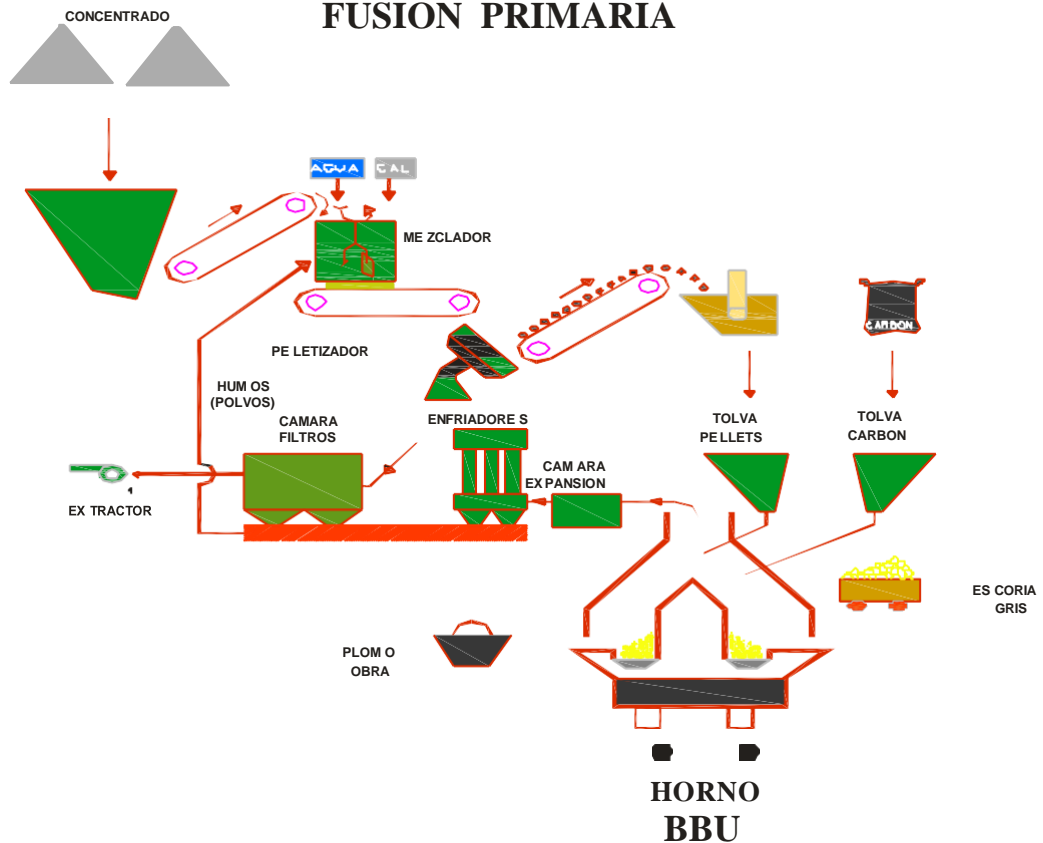 FUSION PRIMARIA
CONCENTRADO
AGUA
CAL
ME ZCLADOR
PE LETIZADOR
CARBON
HUM OS
(POLVOS)
CAMARA
FILTROS
ENFRIADORE S
TOLVA
PE LLETS
TOLVA
CARBON
CAM ARA
EX PANSION
EX TRACTOR
ES CORIA
GRIS
PLOM O
OBRA
HORNO
BBU